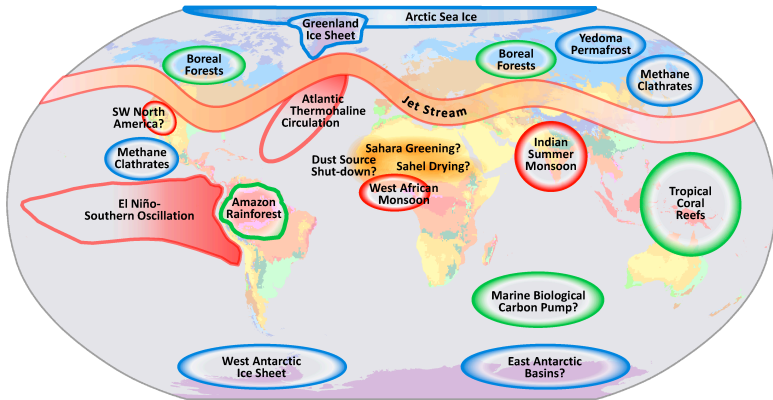 Arctic Sea Ice
Greenland
Ice Sheet
Boreal
Forests
Boreal
Forests
Yedoma
Permafrost
Methane
Clathrates
Jet Stream
SW North
America?
Atlantic
Thermohaline
Circulation
Methane
Clathrates
Sahara Greening?
Dust Source
Shut-down?
Sahel Drying?
Indian
Summer
Monsoon
West African
Monsoon
El Niño-
Southern Oscillation
Amazon
Rainforest
Tropical
Coral
Reefs
Marine Biological
Carbon Pump?
West Antarctic
Ice Sheet
East Antarctic
Basins?